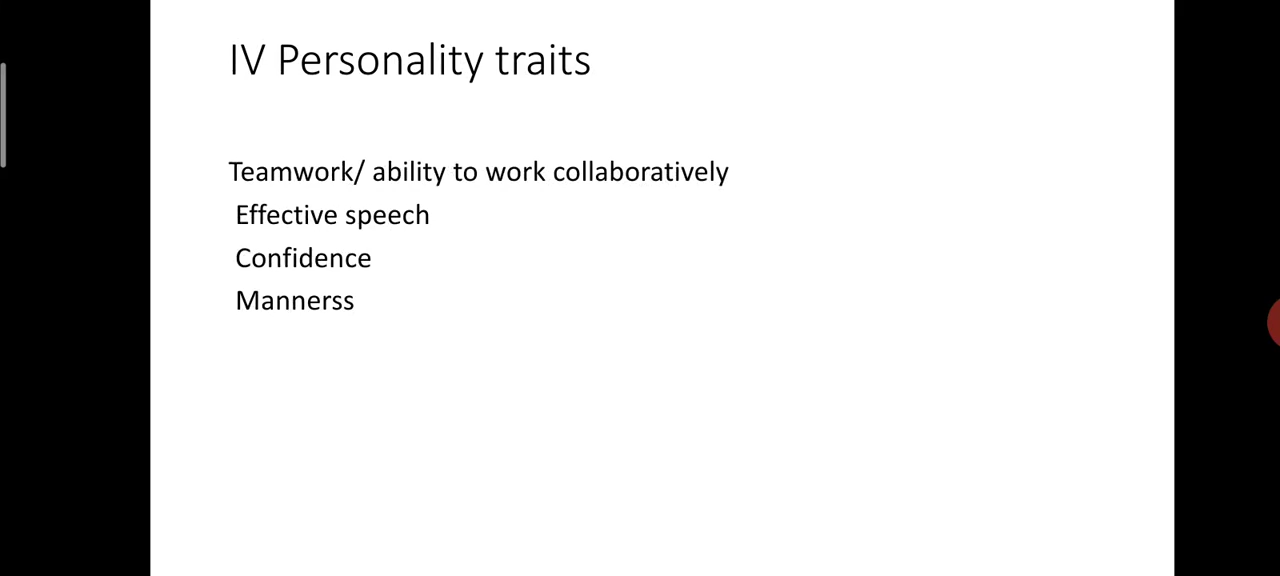 IV Personality traits
Teamwork/ ability to work collaboratively
Effective speech
Confidence
Mannerss